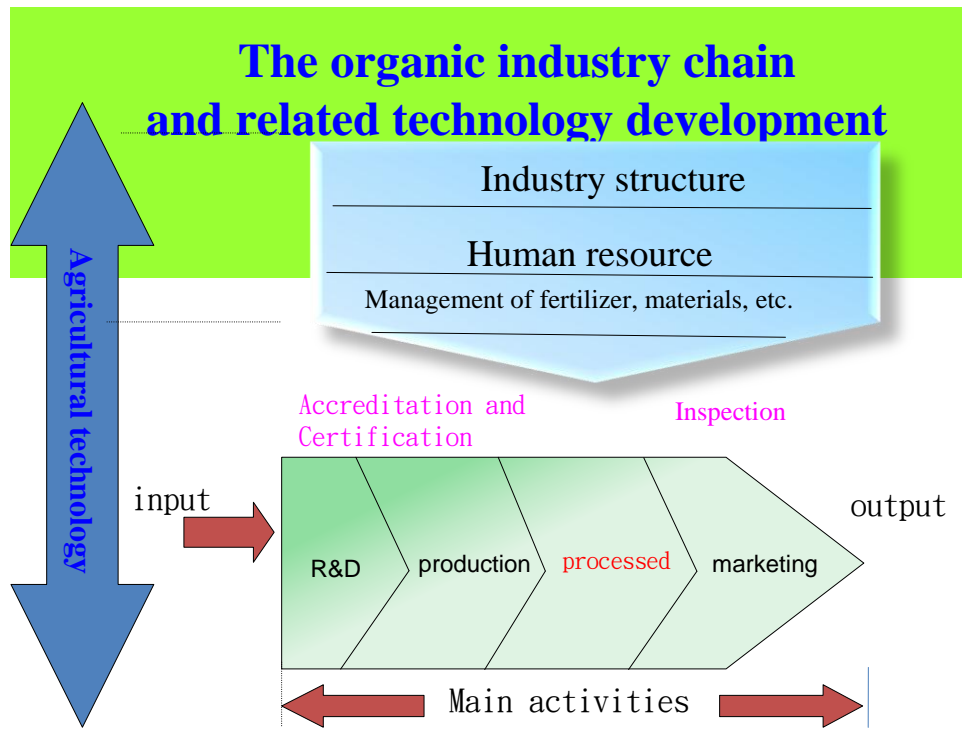 The organic industry chain
and related technology development
Industry structure
Human resource
Management of fertilizer, materials, etc.
Agricultural technology
Accreditation and
Certification
Inspection
input
output
R&D
production
processed
marketing
Main activities